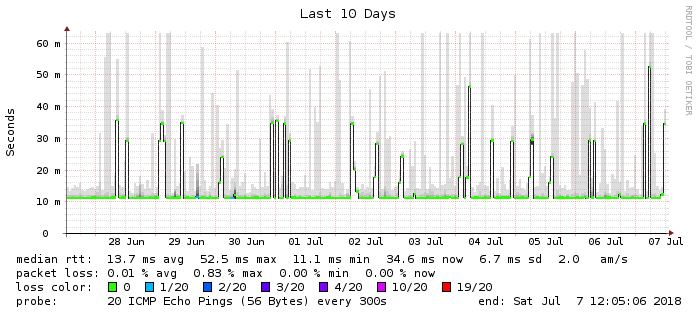 Last 10 Days
RRDTOOL / TOBI OETIKER
Seconds
60 m
50 m
40 m
30 m
20 m
10 m
0
28 Jun 29 Jun 30 Jun 01 Jul 02 Jul 03 Jul 04 Jul 05 Jul 06 Jul 07 Jul
median rtt: 13.7 ms avg 52.5 ms max 11.1 ms min 34.6 ms now 6.7 ms sd 2.0 am/s
packet loss: 0.01 % avg 0.83 % max 0.00 % min 0.00 % now
loss color: 0 1/20 2/20 3/20 4/20 10/20 19/20
probe: 20 ICMP Echo Pings (56 Bytes) every 300s end: Sat Jul 7 12:05:06 2018